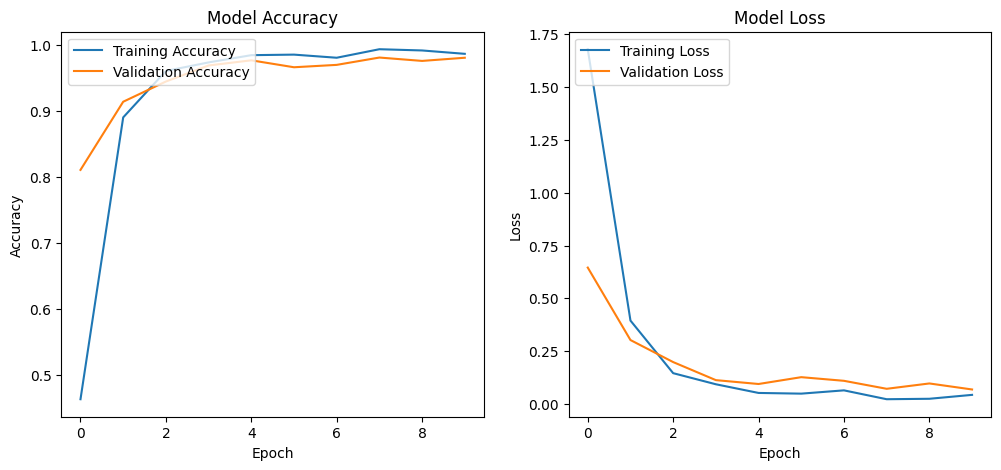 Model Accuracy
Training Accuracy
Validation Accuracy
1.0
0.9
0.8
0.7
0.6
0.5
Accuracy
0 2 4 6 8
Epoch
Model Loss
Training Loss
Validation Loss
1.75
1.50
1.25
1.00
0.75
0.50
0.25
0.00
Loss
0 2 4 6 8
Epoch